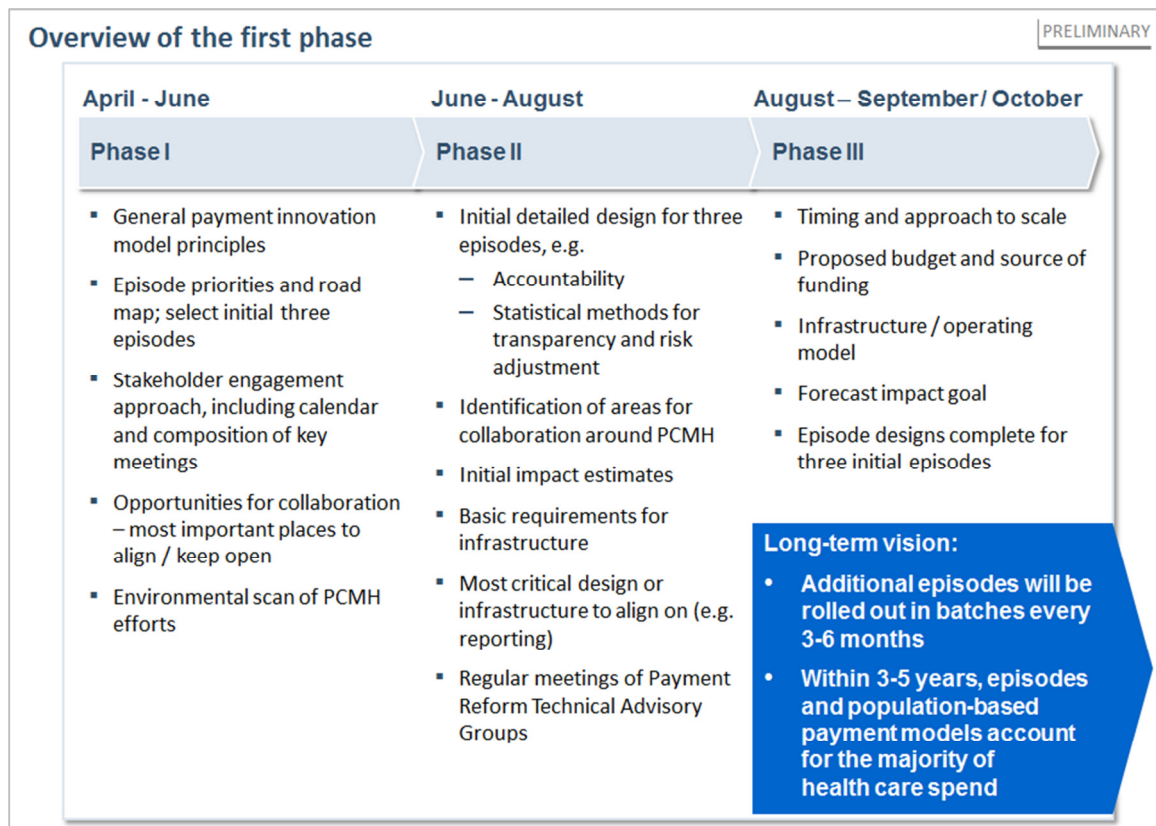 Overview of the first phase
PRELIMINARY
April - June
Phase I
▪ General payment innovation
model principles
▪ Episode priorities and road
map; select initial three
episodes
▪ Stakeholder engagement
approach, including calendar
and composition of key
meetings
▪ Opportunities for collaboration
– most important places to
align / keep open
▪ Environmental scan of PCMH
efforts
June - August
Phase II
▪ Initial detailed design for three
episodes, e.g.
– Accountability
– Statistical methods for
transparency and risk
adjustment
▪ Identification of areas for
collaboration around PCMH
▪ Initial impact estimates
▪ Basic requirements for
infrastructure
▪ Most critical design or
infrastructure to align on (e.g.
reporting)
▪ Regular meetings of Payment
Reform Technical Advisory
Groups
August – September/ October
Phase III
▪ Timing and approach to scale
▪ Proposed budget and source of
funding
▪ Infrastructure / operating
model
▪ Forecast impact goal
▪ Episode designs complete for
three initial episodes
Long-term vision:
• Additional episodes will be
rolled out in batches every
3-6 months
• Within 3-5 years, episodes
and population-based
payment models account
for the majority of
health care spend